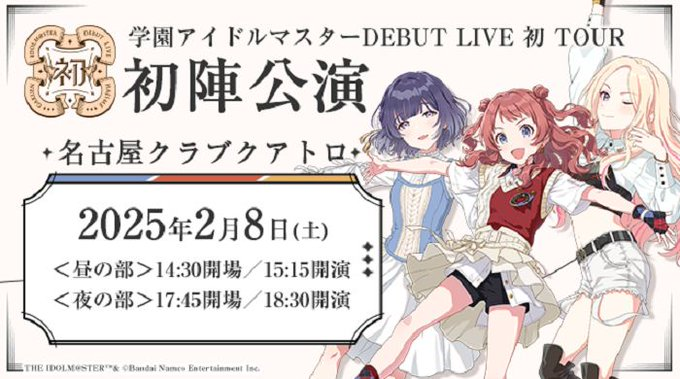 学園アイドルマスターDEBUT LIVE 初 TOUR
初
初陣公演
名古屋クラブクアトロ
2025年2月8日(土)
<昼の部>14:30開場/15:15開演
<夜の部>17:45開場/18:30開演
THE IDOLM@STER™& ©Bandai Namco Entertainment Inc.